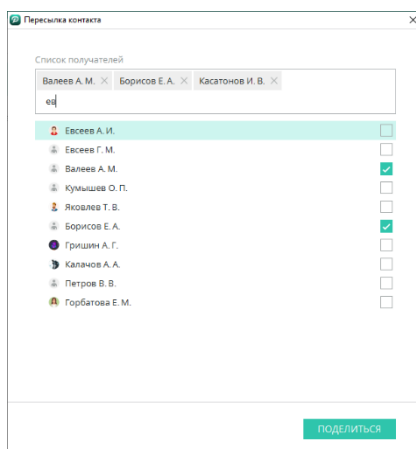 Пересылка контакта
Список получателей
Валеев А. М. Борисов Е. А. Касатонов И. В.
ев
Евсеев А. И.
Евсеев Г. М.
Валеев А. М.
Кумышев О. П.
Яковлев Т. В.
Борисов Е. А.
Гришин А. Г.
Калачов А. А.
Петров В. В.
Горбатова Е. М.
ПОДЕЛИТЬСЯ